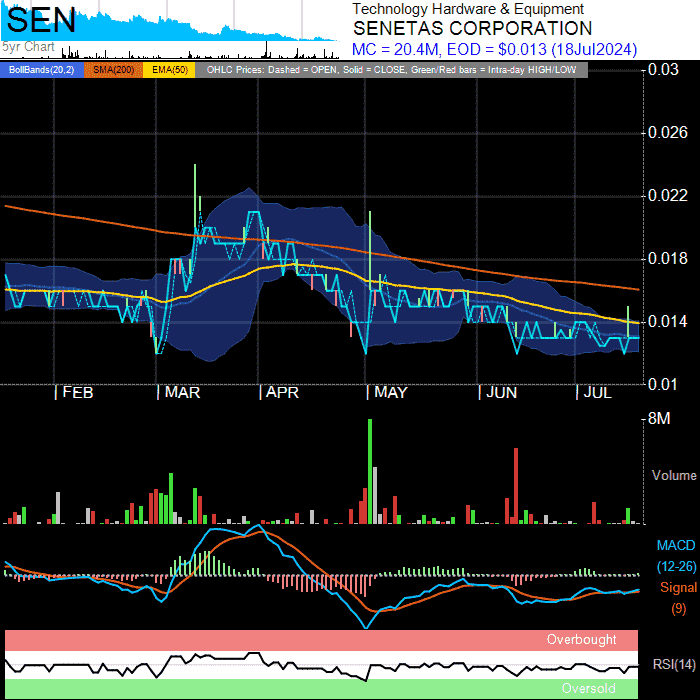 SEN
Technology Hardware & Equipment
SENETAS CORPORATION
5yr Chart
MC = 20.4M, EOD = $0.013 (18Jul2024)
BollBands(20,2) SMA(200) EMA(50) OHLC Prices: Dashed = OPEN, Solid = CLOSE, Green/Red bars = Intra-day HIGH/LOW
0.03
0.026
0.022
0.018
0.014
0.01
FEB MAR APR MAY JUN JUL
8M
Volume
MACD
(12-26)
Signal
(9)
Overbought
RSI(14)
Oversold